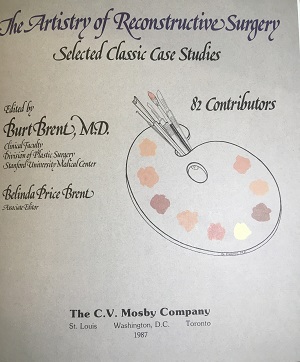 The Artistry of Reconstructive Surgery
Selected Classic Case Studies
Edited by
Burt Brent, M.D.
Clinical Faculty
Division of Plastic Surgery
Stanford University Medical Center
Belinda Price Brent
Associate Editor
82 Contributors
The C.V. Mosby Company
St. Louis Washington, D.C. Toronto
1987